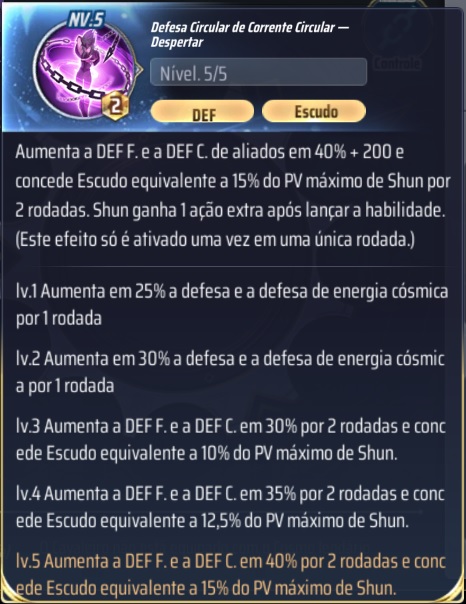 NV.5
Defesa Circular de Corrente Circular —
Despertar
Controle
Nível. 5/5
2
DEF
Escudo
Aumenta a DEF F. e a DEF C. de aliados em 40% + 200 e
concede Escudo equivalente a 15% do PV máximo de Shun por
2 rodadas. Shun ganha 1 ação extra após lançar a habilidade.
(Este efeito só é ativado uma vez em uma única rodada.)
lv.1 Aumenta em 25% a defesa e a defesa de energia cósmica
por 1 rodada
lv.2 Aumenta em 30% a defesa e a defesa de energia cósmic
a por 1 rodada
lv.3 Aumenta a DEF F. e a DEF C. em 30% por 2 rodadas e conc
ede Escudo equivalente a 10% do PV máximo de Shun.
lv.4 Aumenta a DEF F. e a DEF C. em 35% por 2 rodadas e conc
ede Escudo equivalente a 12,5% do PV máximo de Shun.
lv.5 Aumenta a DEF F. e a DEF C. em 40% por 2 rodadas e conc
ede Escudo equivalente a 15% do PV máximo de Shun.